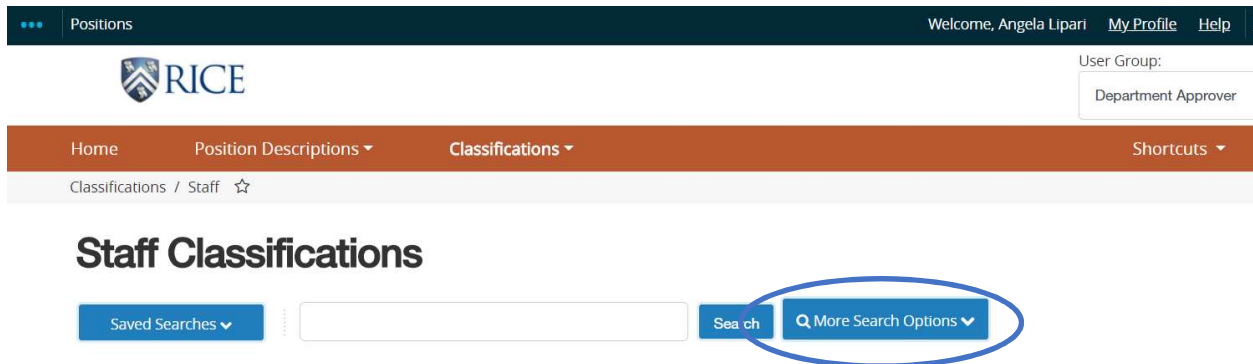 Positions Welcome, Angela Lipari My Profile Help
RICE
User Group:
Department Approver
Home Position Descriptions Classifications Shortcuts
Classifications / Staff
Staff Classifications
Saved Searches Search More Search Options